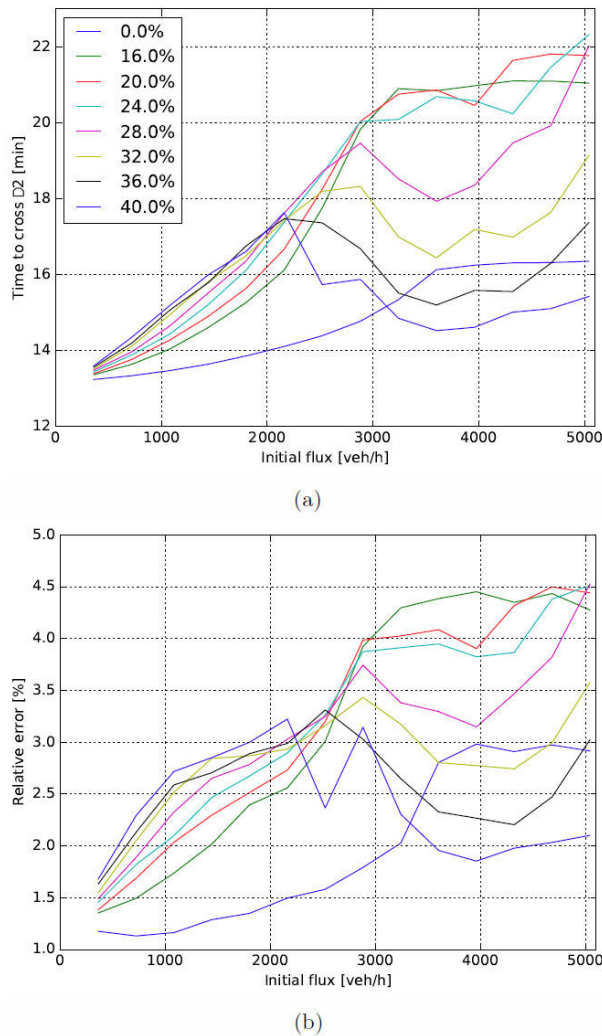 22
20
18
16
14
12
Time to cross D2 [min]
0.0%
16.0%
20.0%
24.0%
28.0%
32.0%
36.0%
40.0%
0 1000 2000 3000 4000 5000
Initial flux [veh/h]
(a)
5.0
4.5
4.0
3.5
3.0
2.5
2.0
1.5
1.0
Relative error [%]
0 1000 2000 3000 4000 5000
Initial flux [veh/h]
(b)